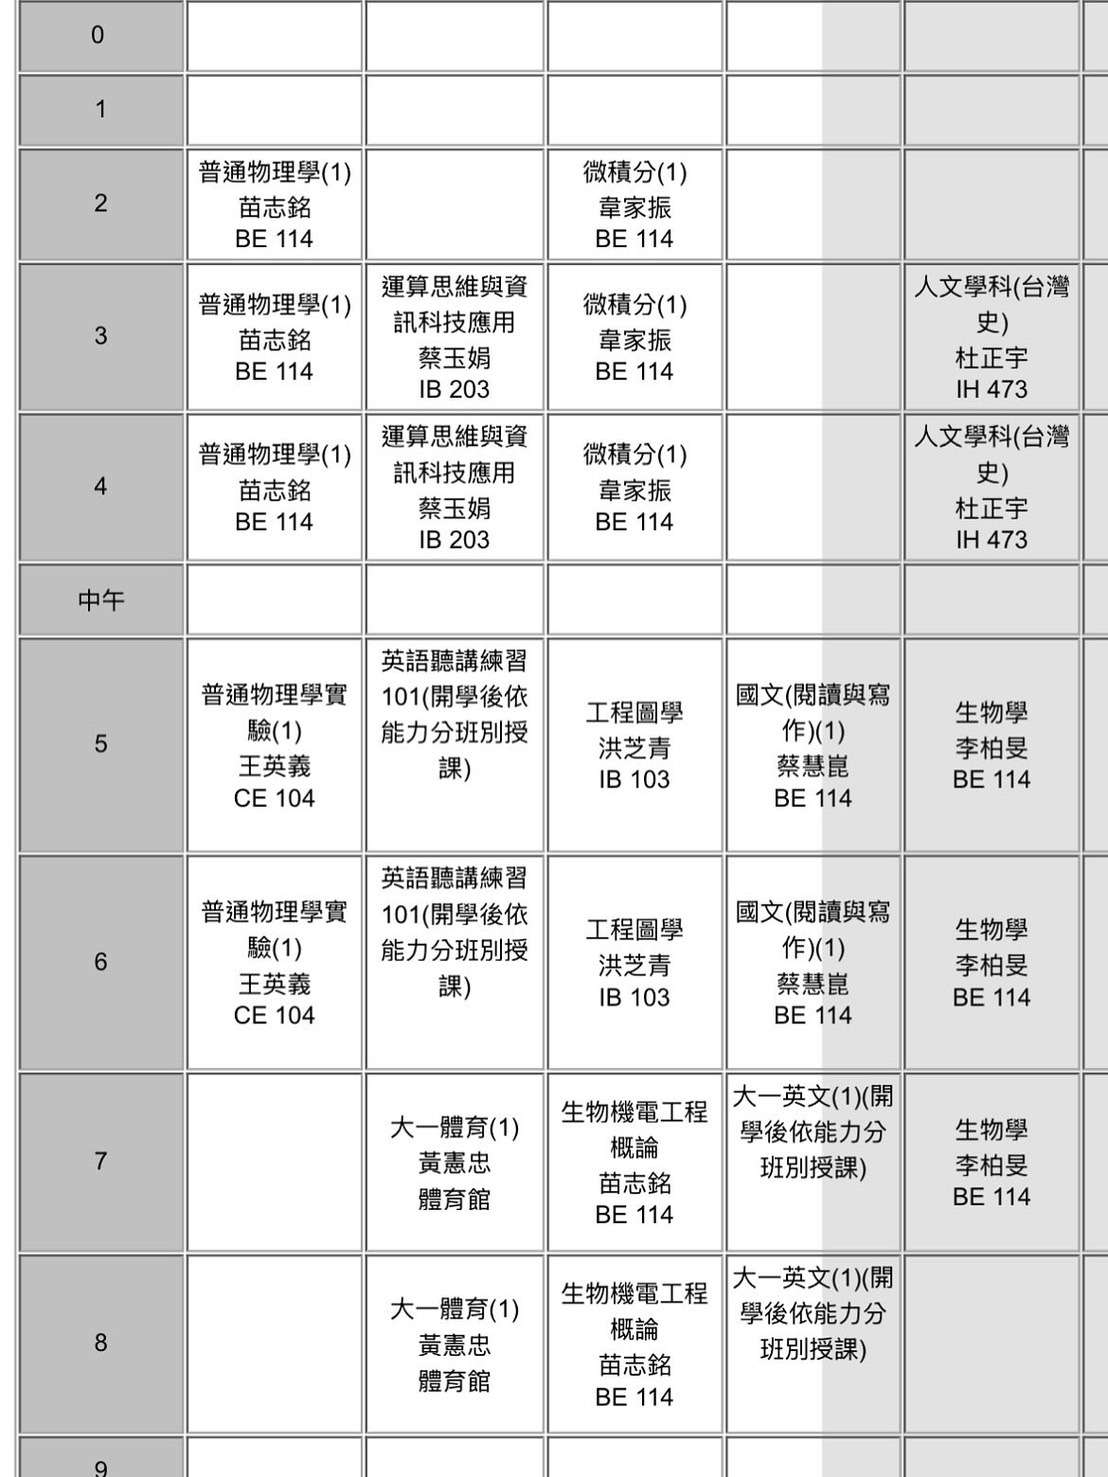 0
1
2
普通物理學(1)
苗志銘
BE 114
微積分(1)
韋家振
BE 114
3
普通物理學(1)
苗志銘
BE 114
運算思維與資
訊科技應用
蔡玉娟
IB 203
微積分(1)
韋家振
BE 114
人文學科(台灣
史)
杜正宇
IH 473
4
普通物理學(1)
苗志銘
BE 114
運算思維與資
訊科技應用
蔡玉娟
IB 203
微積分(1)
韋家振
BE 114
人文學科(台灣
史)
杜正宇
IH 473
中午
5
普通物理學實
驗(1)
王英義
CE 104
英語聽講練習
101(開學後依
能力分班別授
課)
工程圖學
洪芝青
IB 103
國文(閱讀與寫
作)(1)
蔡慧崑
BE 114
生物學
李柏旻
BE 114
6
普通物理學實
驗(1)
王英義
CE 104
英語聽講練習
101(開學後依
能力分班別授
課)
工程圖學
洪芝青
IB 103
國文(閱讀與寫
作)(1)
蔡慧崑
BE 114
生物學
李柏旻
BE 114
7
大一體育(1)
黃憲忠
體育館
生物機電工程
概論
苗志銘
BE 114
大一英文(1)(開
學後依能力分
班別授課)
生物學
李柏旻
BE 114
8
大一體育(1)
黃憲忠
體育館
生物機電工程
概論
苗志銘
BE 114
大一英文(1)(開
學後依能力分
班別授課)
9